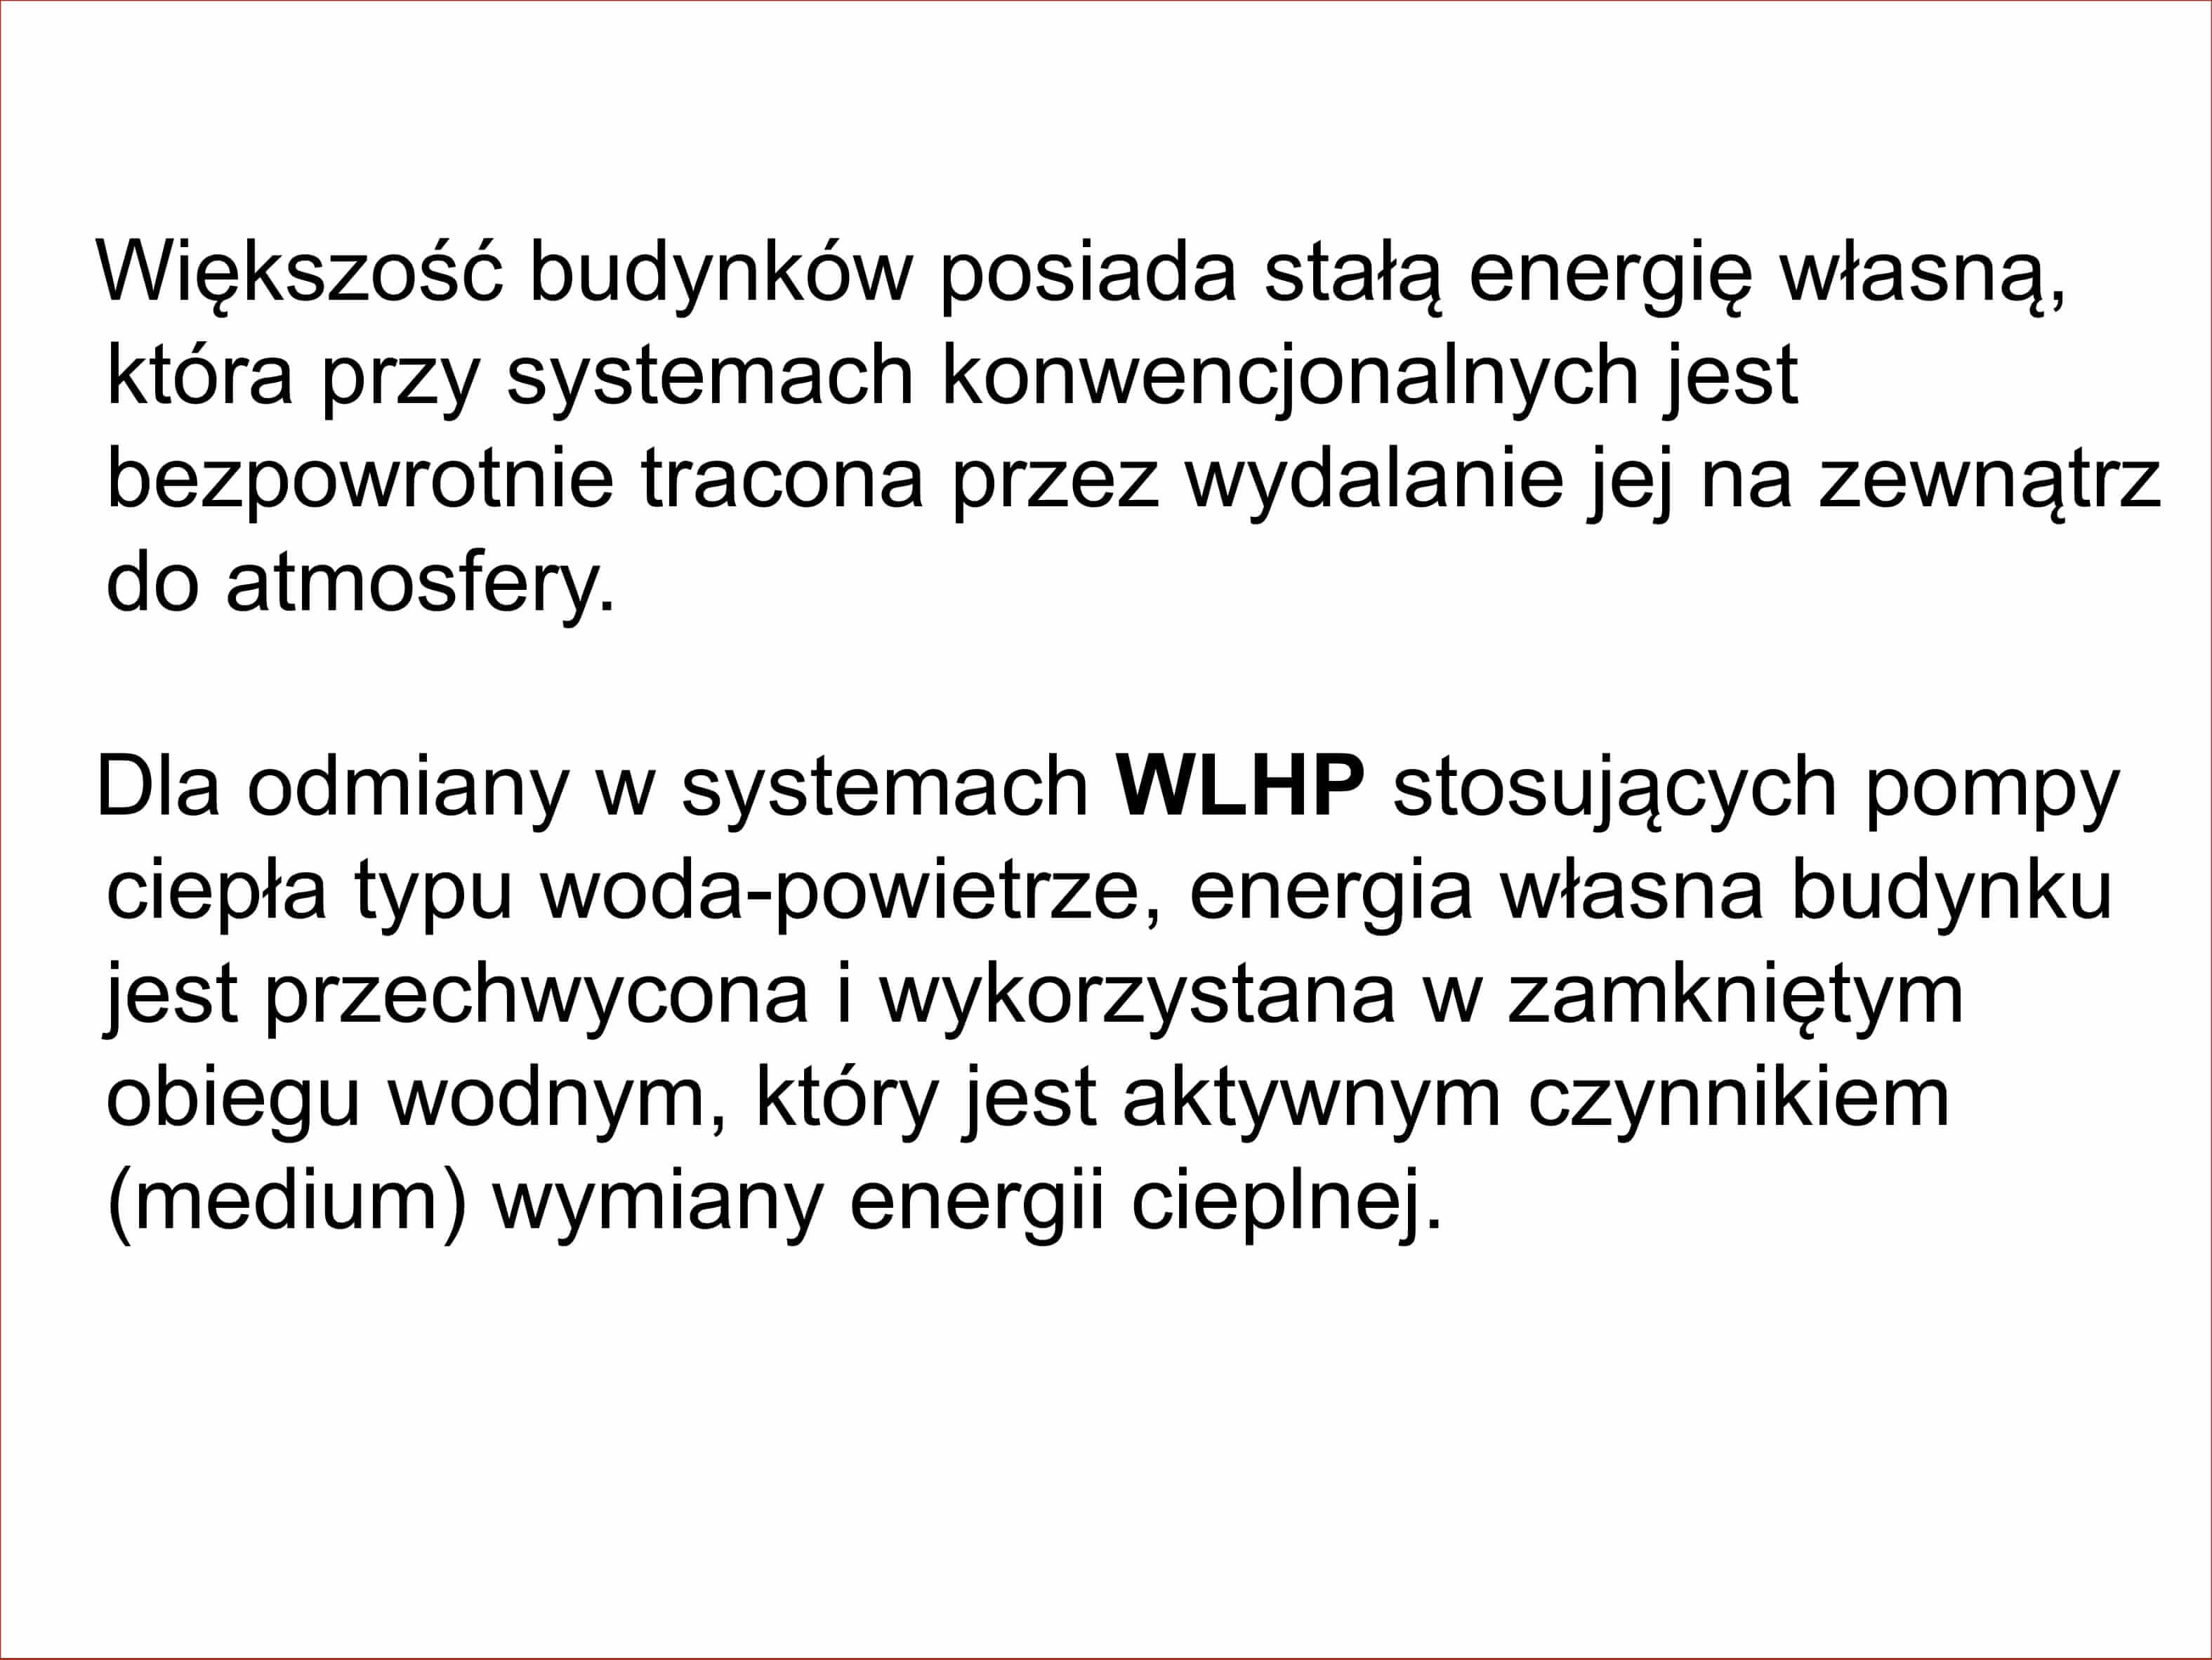 Większość budynków posiada stałą energię własną,
która przy systemach konwencjonalnych jest
bezpowrotnie tracona przez wydalanie jej na zewnątrz
do atmosfery.
Dla odmiany w systemach WLHP stosujących pompy
ciepła typu woda-powietrze, energia własna budynku
jest przechwycona i wykorzystana w zamkniętym
obiegu wodnym, który jest aktywnym czynnikiem
(medium) wymiany energii cieplnej.